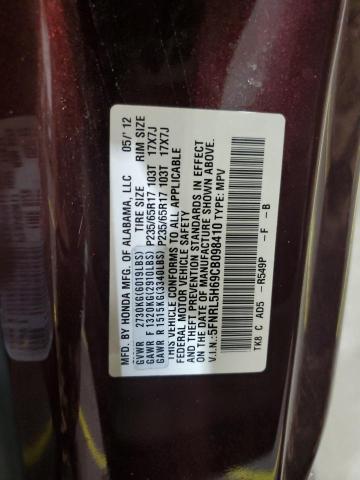 MFD. BY HONDA MFG. OF ALABAMA, LLC 05/'12
TIRE SIZE RIM SIZE
GVWR 2730KG(6019LBS)
GAWR F 1320KG(2910LBS) P235/65R17 103T 17X7J
GAWR R 1515KG(3340LBS) P235/65R17 103T 17X7J
THIS VEHICLE CONFORMS TO ALL APPLICABLE
FEDERAL MOTOR VEHICLE SAFETY
AND THEFT PREVENTION STANDARDS IN EFFECT
ON THE DATE OF MANUFACTURE SHOWN ABOVE.
V.I.N.:5FNRL5H69CB098410 TYPE: MPV
TK8 C AD5 -R549P -F -B